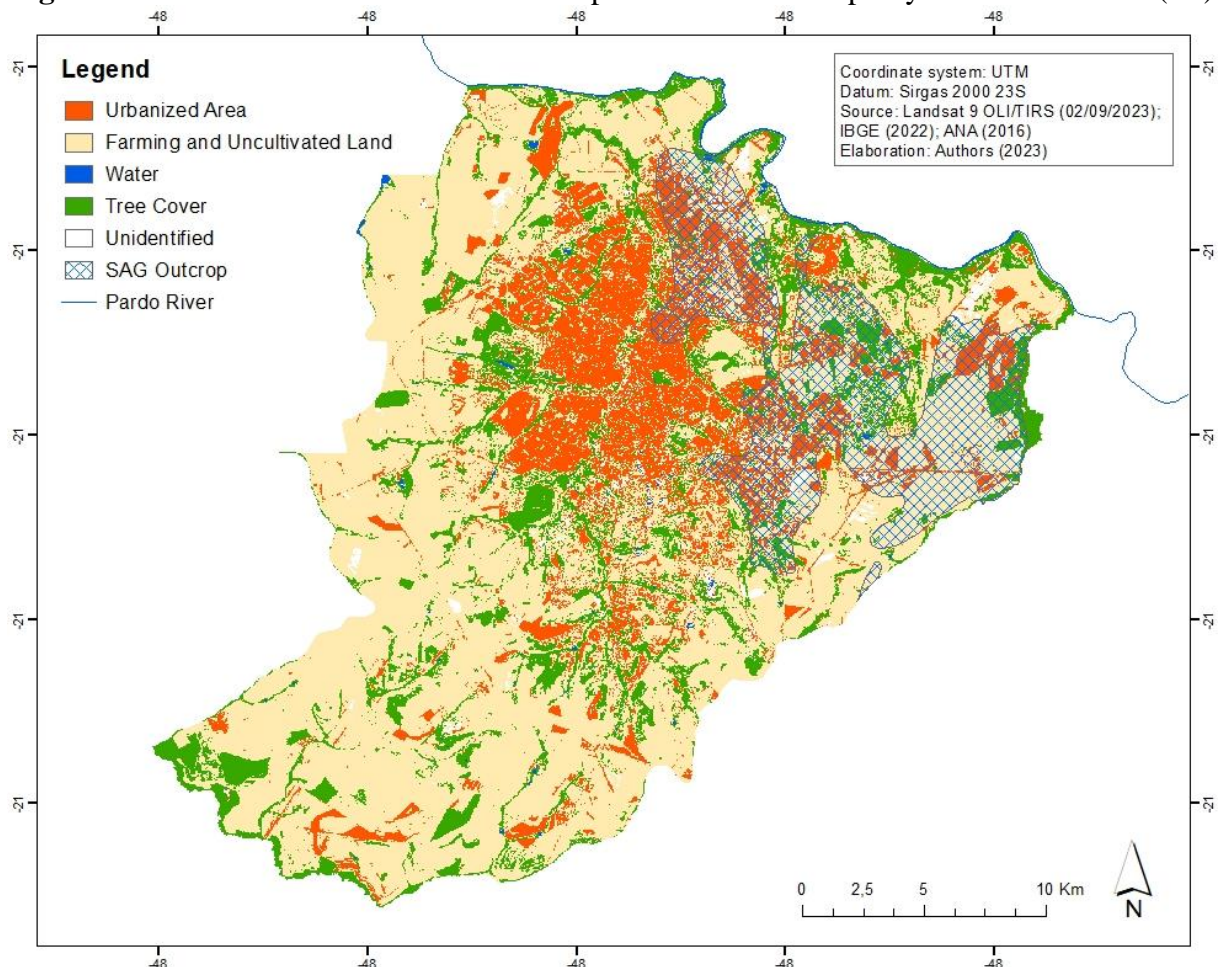 -48 -48 -48 -48 -48
Legend
Urbanized Area
Farming and Uncultivated Land
Water
Tree Cover
Unidentified
SAG Outcrop
Pardo River
Coordinate system: UTM
Datum: Sirgas 2000 23S
Source: Landsat 9 OLI/TIRS (02/09/2023);
IBGE (2022); ANA (2016)
Elaboration: Authors (2023)
-21 -21
-21 -21
-21 -21
-21 -21
-21 -21
0 2,5 5 10 Km
N
-48 -48 -48 -48 -48